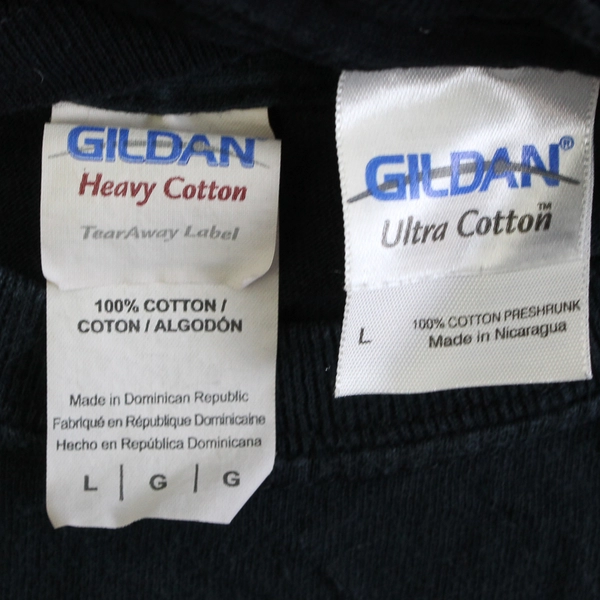 GILDAN
Heavy Cotton
TearAway Label
100% COTTON /
COTON / ALGODÓN
Made in Dominican Republic
Fabriqué en République Dominicaine
Hecho en República Dominicana
L | G | G
GILDAN®
Ultra Cotton™
L
100% COTTON PRESHRUNK
Made in Nicaragua